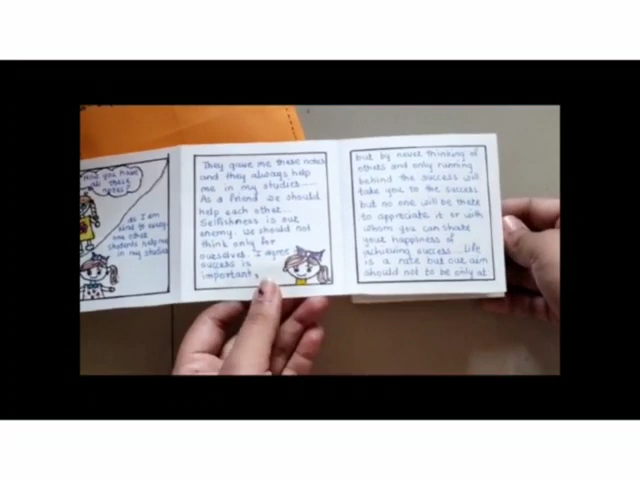 How you have
all these
notes?
As I am
kind to every-
one other
students help me
in my studies
They gave me these notes
and they always help
me in my studies......
As a friend we should
help each other...
Selfishness is our
enemy. We should not
think only for
ourselves. I agree
success is
important,
but by novel thinking of
others and only running
behind the success will
take you to the success
but no one will be there
to appreciate it or with
whom you can share
your happiness of
achieving success....Life
is a rate but our aim
should not to be only at